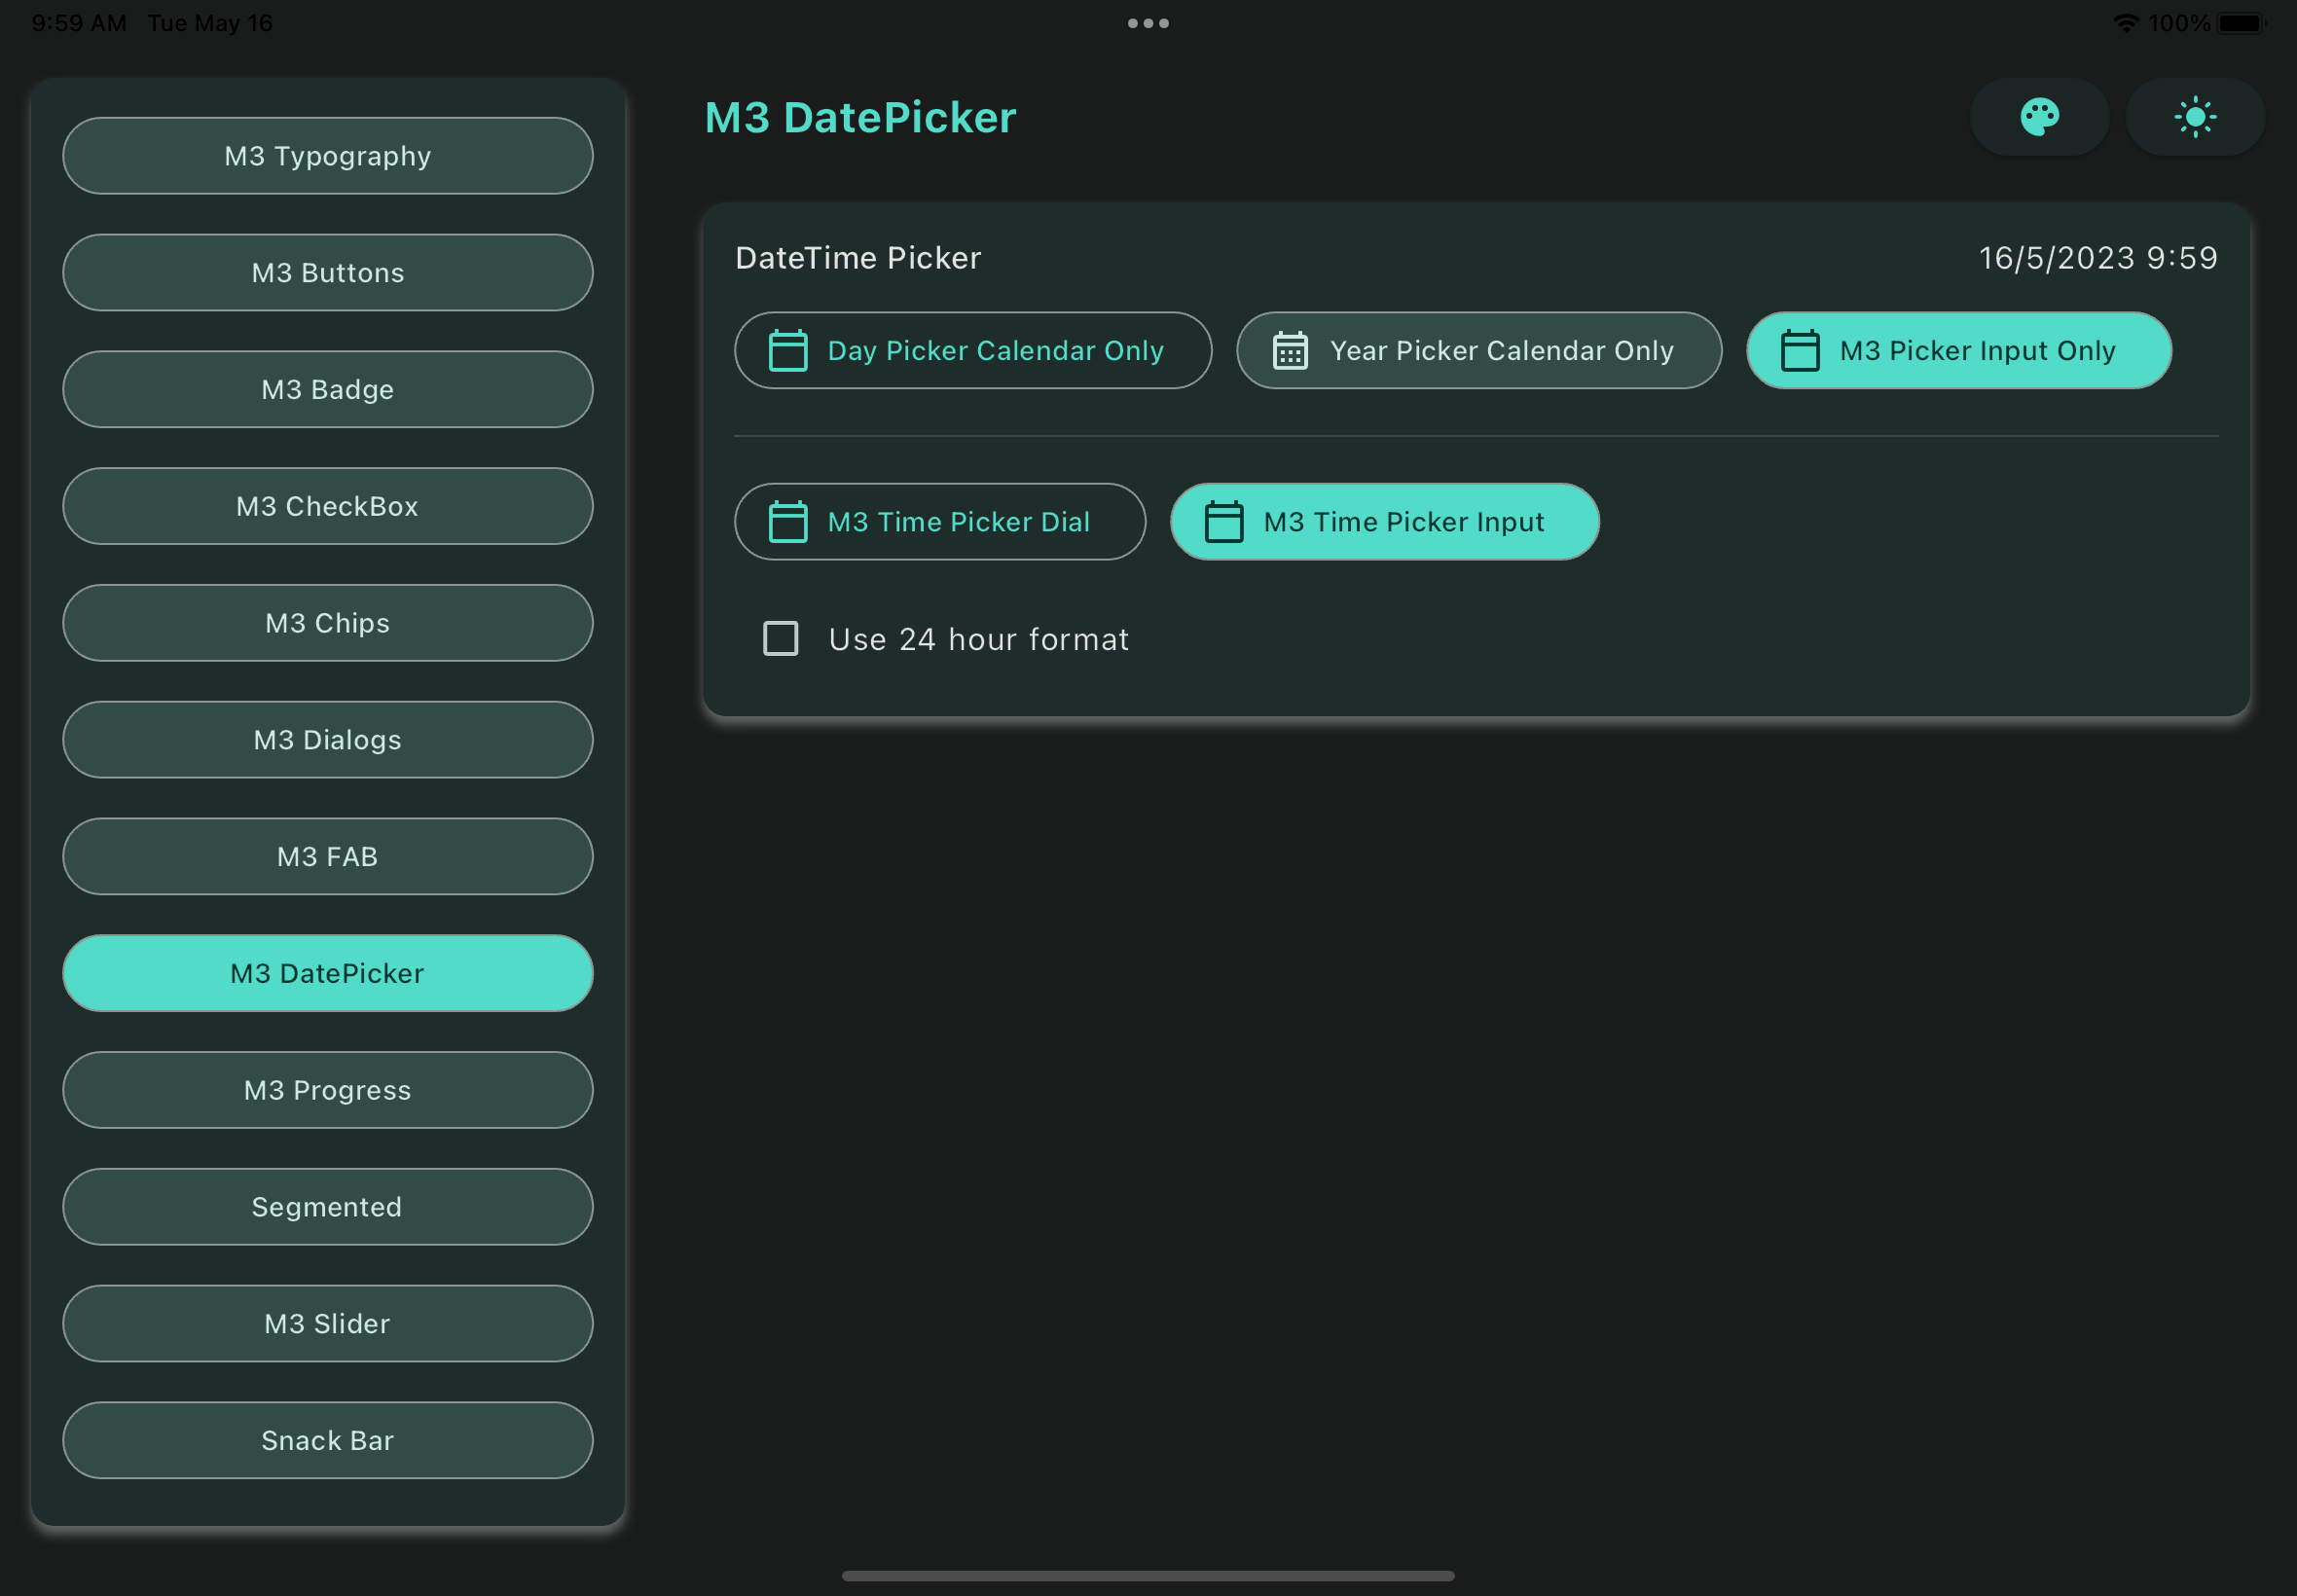 9:59 AM Tue May 16
100%
M3 Typography
M3 Buttons
M3 Badge
M3 CheckBox
M3 Chips
M3 Dialogs
M3 FAB
M3 DatePicker
M3 Progress
Segmented
M3 Slider
Snack Bar
M3 DatePicker
DateTime Picker
16/5/2023 9:59
Day Picker Calendar Only
Year Picker Calendar Only
M3 Picker Input Only
M3 Time Picker Dial
M3 Time Picker Input
Use 24 hour format